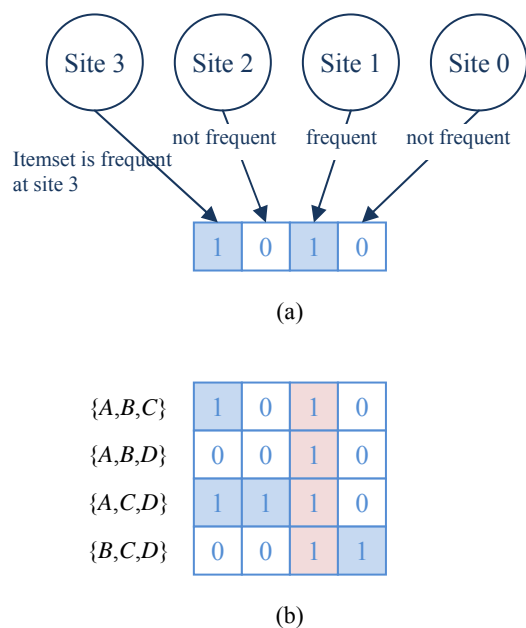 Site 3 Site 2 Site 1 Site 0
not frequent frequent not frequent
Itemset is frequent
at site 3
1 0 1 0
(a)
{A,B,C} 1 0 1 0
{A,B,D} 0 0 1 0
{A,C,D} 1 1 1 0
{B,C,D} 0 0 1 1
(b)